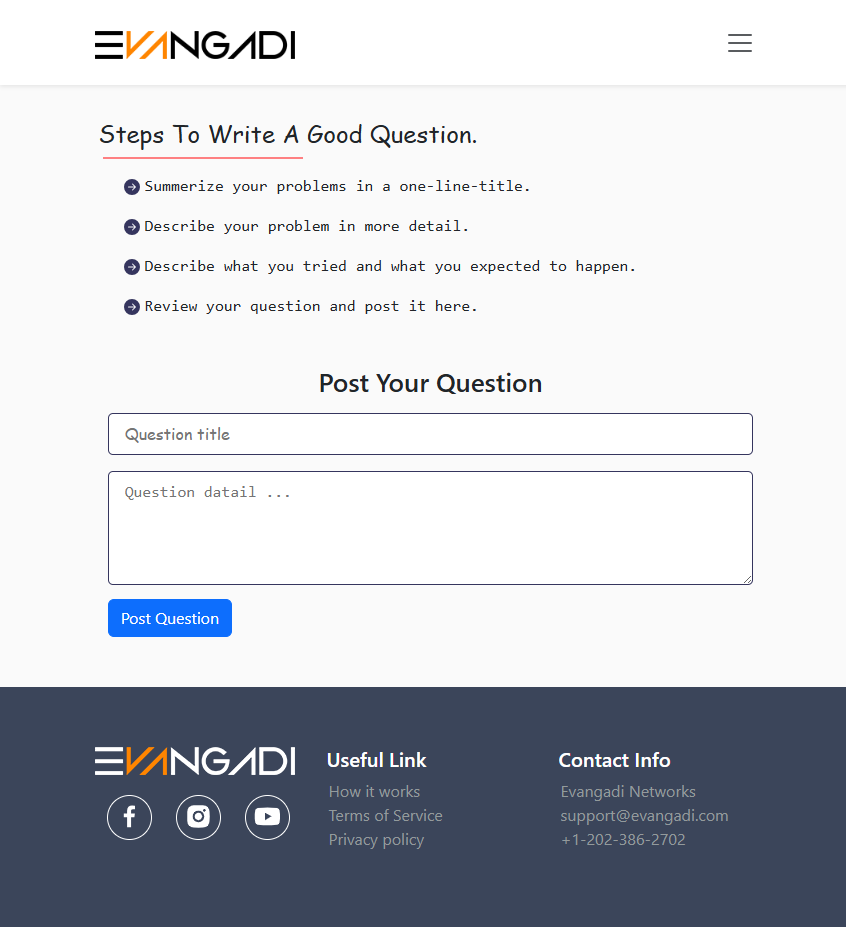 EVANGADI
Steps To Write A Good Question.
Summerize your problems in a one-line-title.
Describe your problem in more detail.
Describe what you tried and what you expected to happen.
Review your question and post it here.
Post Your Question
Question title
Question datail ...
Post Question
EVANGADI
Useful Link
How it works
Terms of Service
Privacy policy
Contact Info
Evangadi Networks
support@evangadi.com
+1-202-386-2702